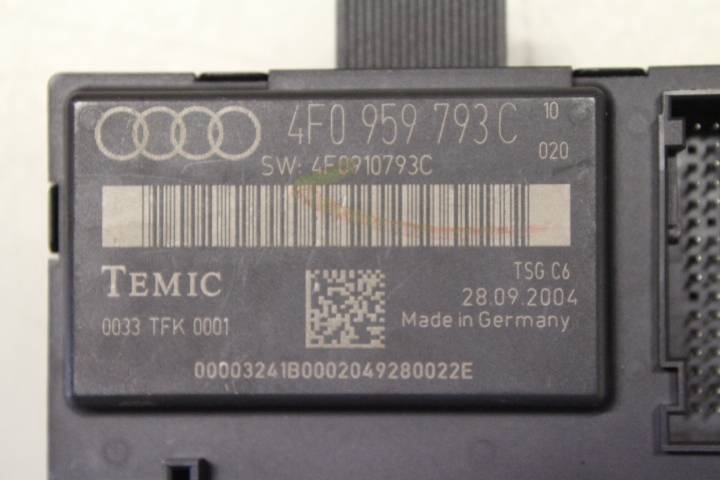 4F0 959 793 C 10
020
SW: 4F0910793C
TEMIC
TSG C6
28.09.2004
0033 TFK 0001
Made in Germany
00003241B0002049280022E